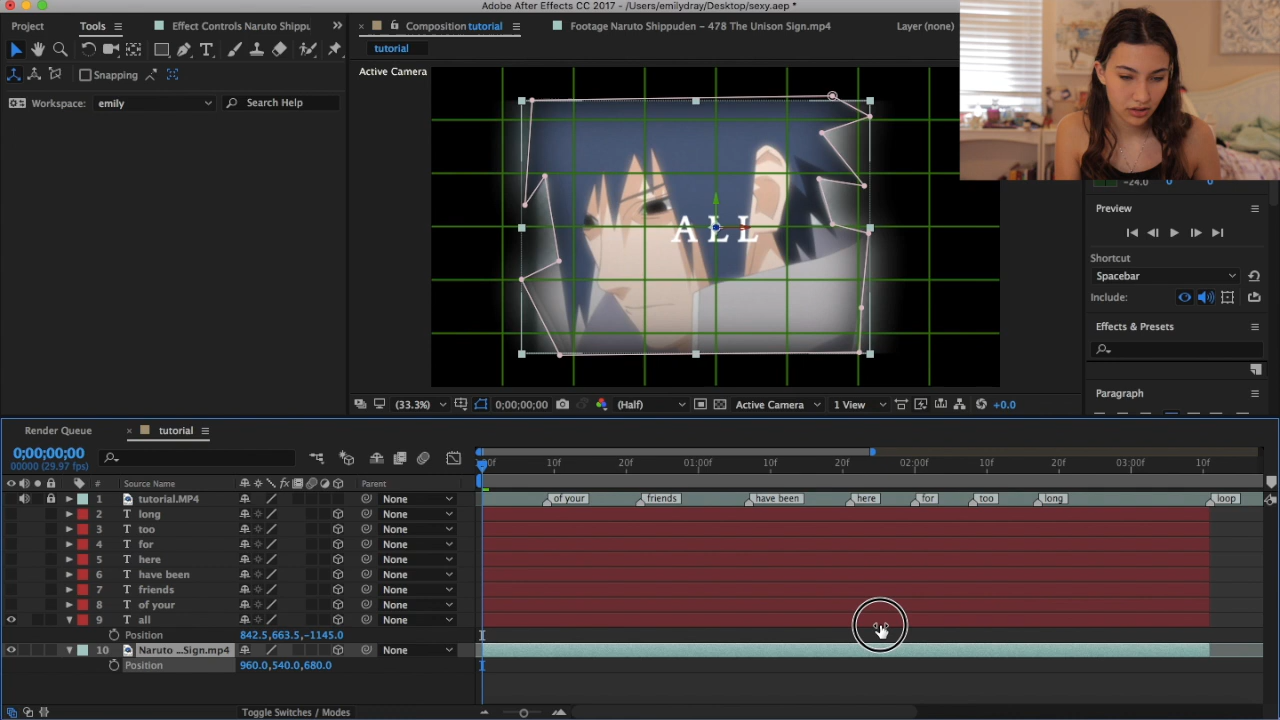 Adobe After Effects CC 2017 - /Users/emilydray/Desktop/sexy.aep *
Project
Tools
Effect Controls Naruto Shippu
Composition tutorial
Footage Naruto Shippuden - 478 The Unison Sign.mp4
Layer (none)
tutorial
Snapping
Active Camera
Workspace: emily
Search Help
ALL
-24.0 0 0
Preview
Shortcut
Spacebar
Include:
Effects & Presets
Paragraph
(33.3%)
0;00;00;00
(Half)
Active Camera
1 View
+0.0
Render Queue
tutorial
0;00;00;00
00000 (29.97 fps)
:00f 10f 20f 01:00f 10f 20f 02:00f 10f 20f 03:00f 10f
# Source Name Parent
1 tutorial.MP4 None of your friends have been here for too long loop
2 T long None
3 T too None
4 T for None
5 T here None
6 T have been None
7 T friends None
8 T of your None
9 T all None
Position 842.5,663.5,-1145.0
10 Naruto ...Sign.mp4 None
Position 960.0,540.0,680.0
Toggle Switches / Modes